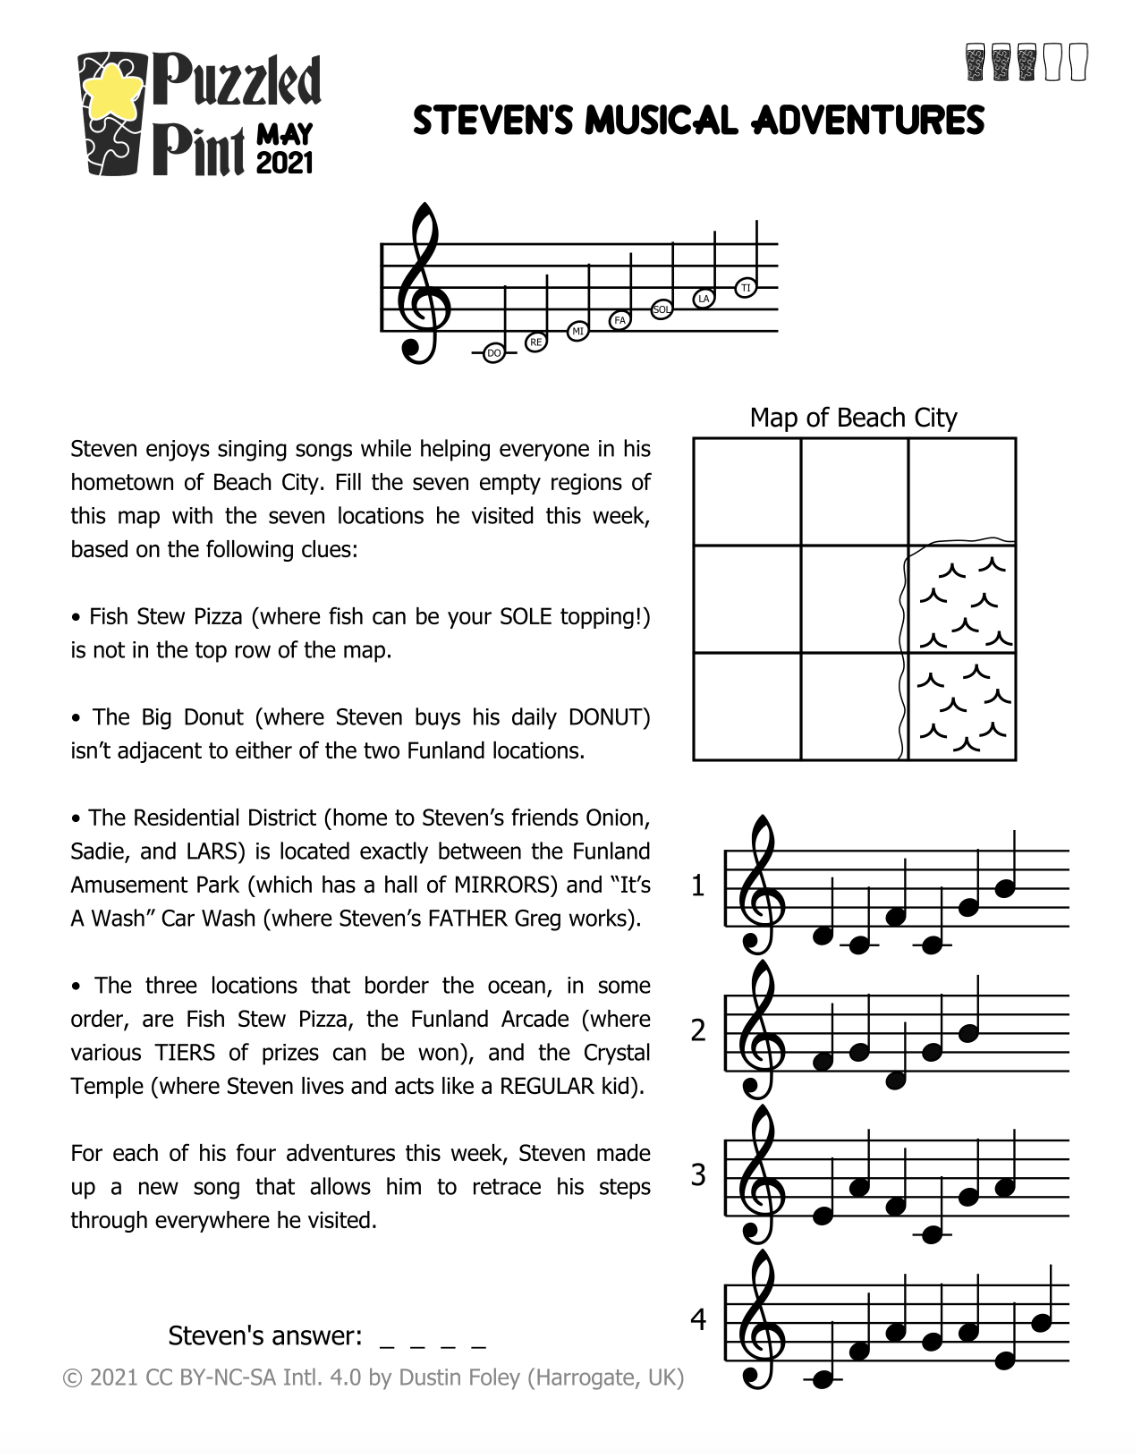 Puzzled
Pint MAY
2021
STEVEN'S MUSICAL ADVENTURES
DO RE MI FA SOL LA TI
Map of Beach City
Steven enjoys singing songs while helping everyone in his
hometown of Beach City. Fill the seven empty regions of
this map with the seven locations he visited this week,
based on the following clues:
• Fish Stew Pizza (where fish can be your SOLE topping!)
is not in the top row of the map.
• The Big Donut (where Steven buys his daily DONUT)
isn’t adjacent to either of the two Funland locations.
• The Residential District (home to Steven’s friends Onion,
Sadie, and LARS) is located exactly between the Funland
Amusement Park (which has a hall of MIRRORS) and “It’s
A Wash” Car Wash (where Steven’s FATHER Greg works).
• The three locations that border the ocean, in some
order, are Fish Stew Pizza, the Funland Arcade (where
various TIERS of prizes can be won), and the Crystal
Temple (where Steven lives and acts like a REGULAR kid).
For each of his four adventures this week, Steven made
up a new song that allows him to retrace his steps
through everywhere he visited.
1
2
3
4
Steven's answer: _ _ _ _
© 2021 CC BY-NC-SA Intl. 4.0 by Dustin Foley (Harrogate, UK)